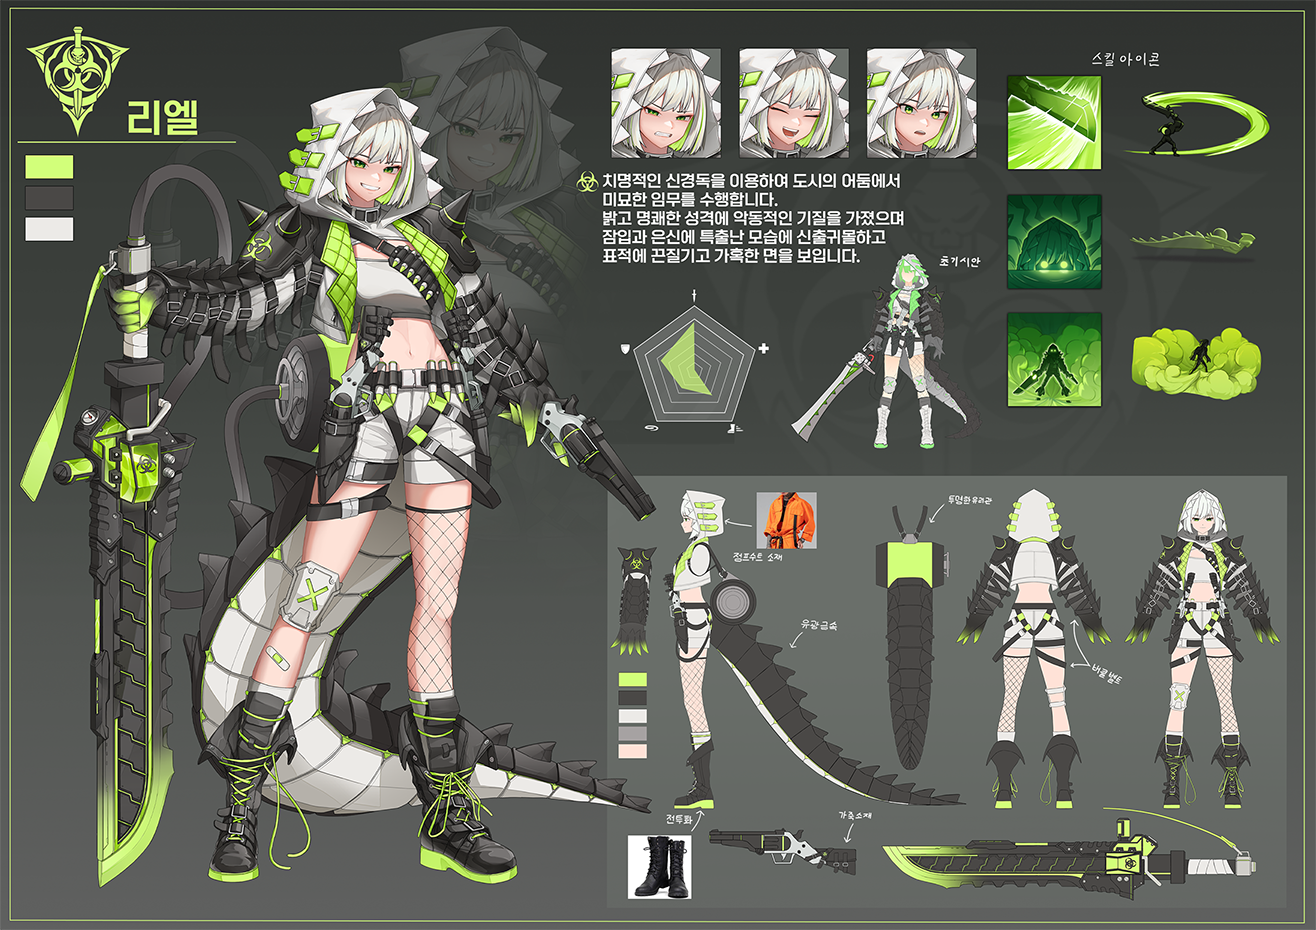 리엘
스킬 아이콘
치명적인 신경독을 이용하여 도시의 어둠에서
미묘한 임무를 수행합니다.
밝고 명쾌한 성격에 악동적인 기질을 가졌으며
잠입과 은신에 특출난 모습에 신출귀몰하고
표적에 끈질기고 가혹한 면을 보입니다.
초기시안
점프수트 소재
투명한 유리관
유광금속
버클 벨트
전투화
가죽소재